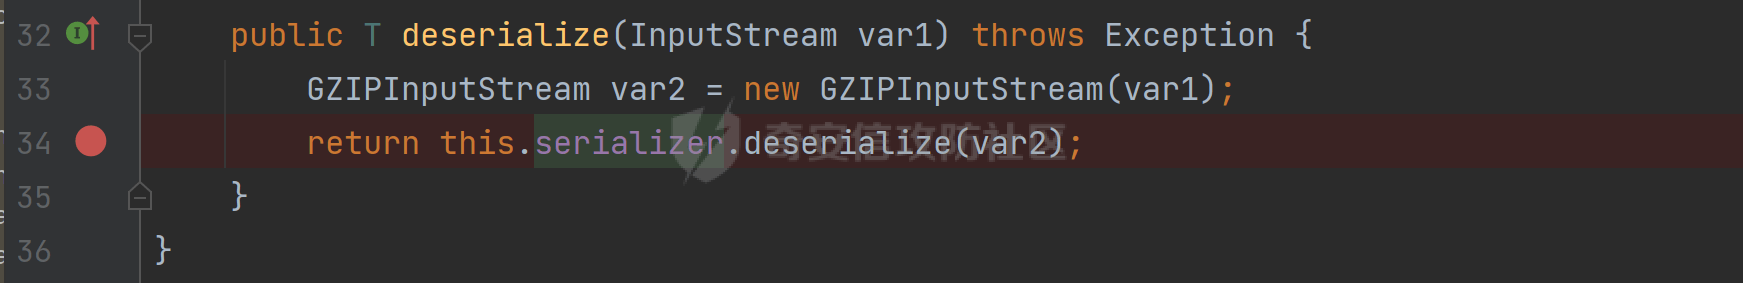 32 public T deserialize(InputStream var1) throws Exception {
33 GZIPInputStream var2 = new GZIPInputStream(var1);
34 return this.serializer.deserialize(var2);
奇安信攻防社区
35 }
36 }